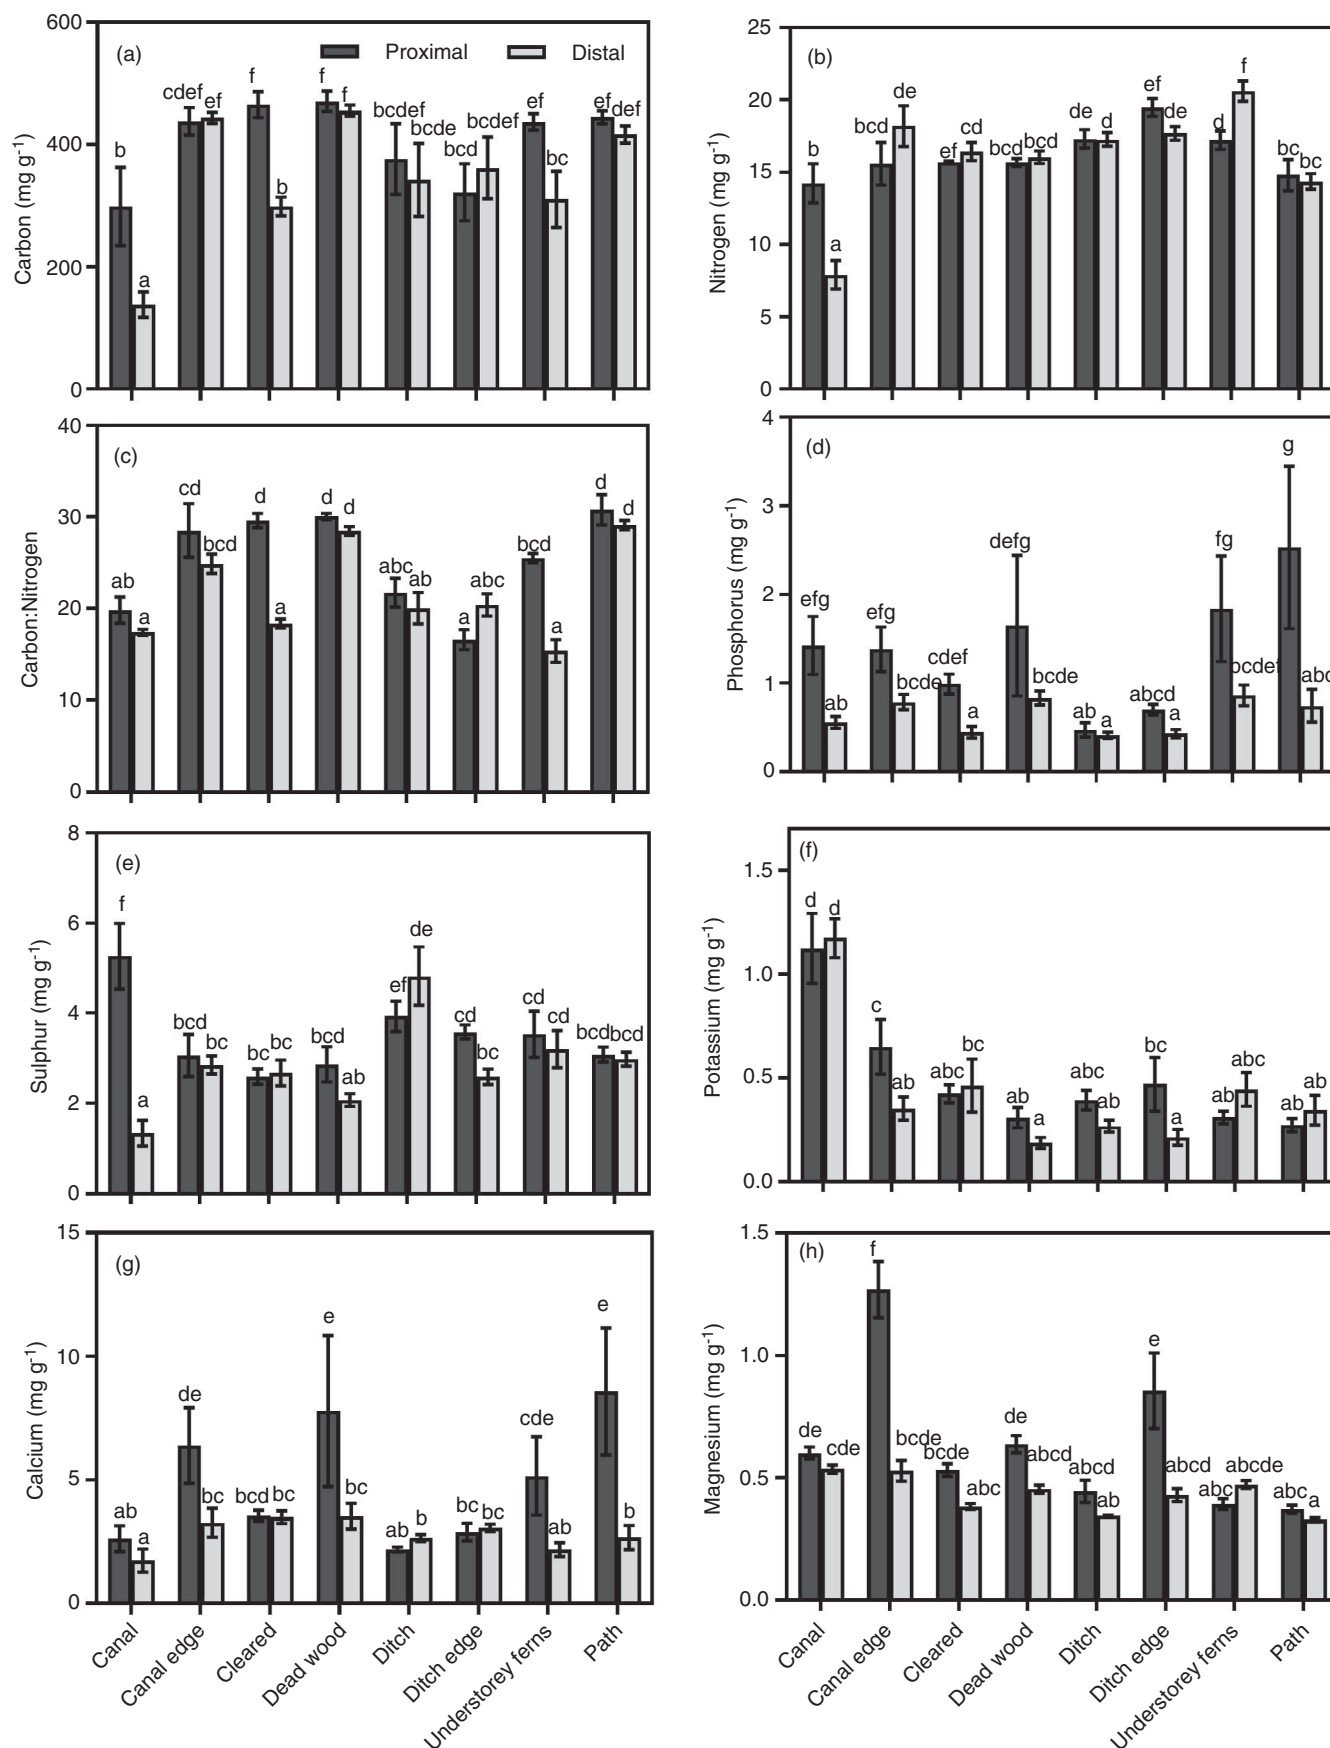 600
(a)
Proximal
Distal
f
f
cdef
ef
f
bcdef
bcde
bcdef
ef
ef
def
b
bcd
bc
b
a
400
200
0
Carbon (mg g-1)
25
(b)
f
de
ef
de
bcd
cd
de
d
d
b
ef
bcd
bcd
bc
bc
a
20
15
10
5
0
Nitrogen (mg g-1)
40
(c)
cd
d
d
d
d
d
bcd
bcd
ab
a
a
abc
ab
abc
a
a
30
20
10
0
Carbon:Nitrogen
4
(d)
g
defg
fg
efg
efg
cdef
bcde
bcde
bcdef
abc
ab
a
ab
a
abcd
a
3
2
1
0
Phosphorus (mg g-1)
8
(e)
f
de
ef
bcd
bc
bc
bc
bcd
cd
cd
cd
bcd
bcd
ab
bc
a
6
4
2
0
Sulphur (mg g-1)
(f)
1.5
d
d
c
ab
abc
bc
ab
a
abc
ab
bc
a
ab
abc
ab
ab
1.0
0.5
0.0
Potassium (mg g-1)
15
(g)
e
e
de
cde
ab
a
bc
bcd
bc
bc
ab
b
bc
bc
ab
b
10
5
0
Calcium (mg g-1)
Canal
Canal edge
Cleared
Dead wood
Ditch
Ditch edge
Understorey ferns
Path
1.5
(h)
f
e
de
cde
bcde
bcde
abc
de
abcd
abcd
ab
abcd
abc
abcde
abc
a
1.0
0.5
0.0
Magnesium (mg g-1)
Canal
Canal edge
Cleared
Dead wood
Ditch
Ditch edge
Understorey ferns
Path